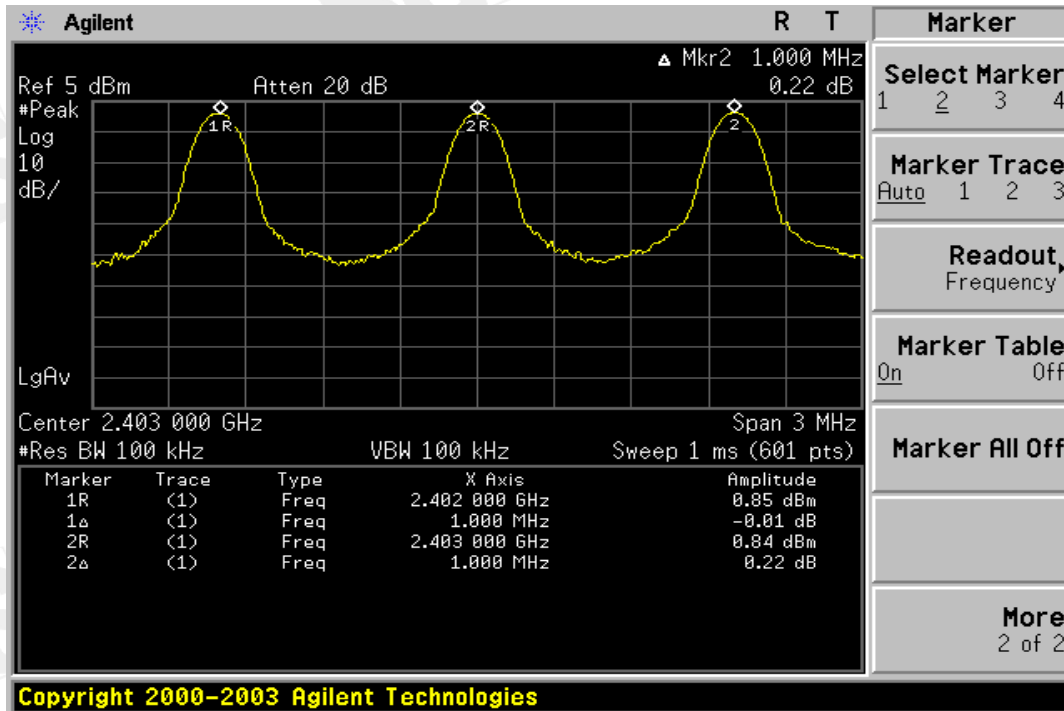 Agilent
R T
Marker
Δ Mkr2 1.000 MHz
Ref 5 dBm Atten 20 dB 0.22 dB
#Peak
Log
10
dB/
1R
2R
2
LgAv
Center 2.403 000 GHz Span 3 MHz
#Res BW 100 kHz VBW 100 kHz Sweep 1 ms (601 pts)
Marker Trace Type X Axis Amplitude
1R (1) Freq 2.402 000 GHz 0.85 dBm
1Δ (1) Freq 1.000 MHz -0.01 dB
2R (1) Freq 2.403 000 GHz 0.84 dBm
2Δ (1) Freq 1.000 MHz 0.22 dB
Select Marker
1 2 3 4
Marker Trace
Auto 1 2 3
Readout
Frequency
Marker Table
On Off
Marker All Off
More
2 of 2
Copyright 2000-2003 Agilent Technologies